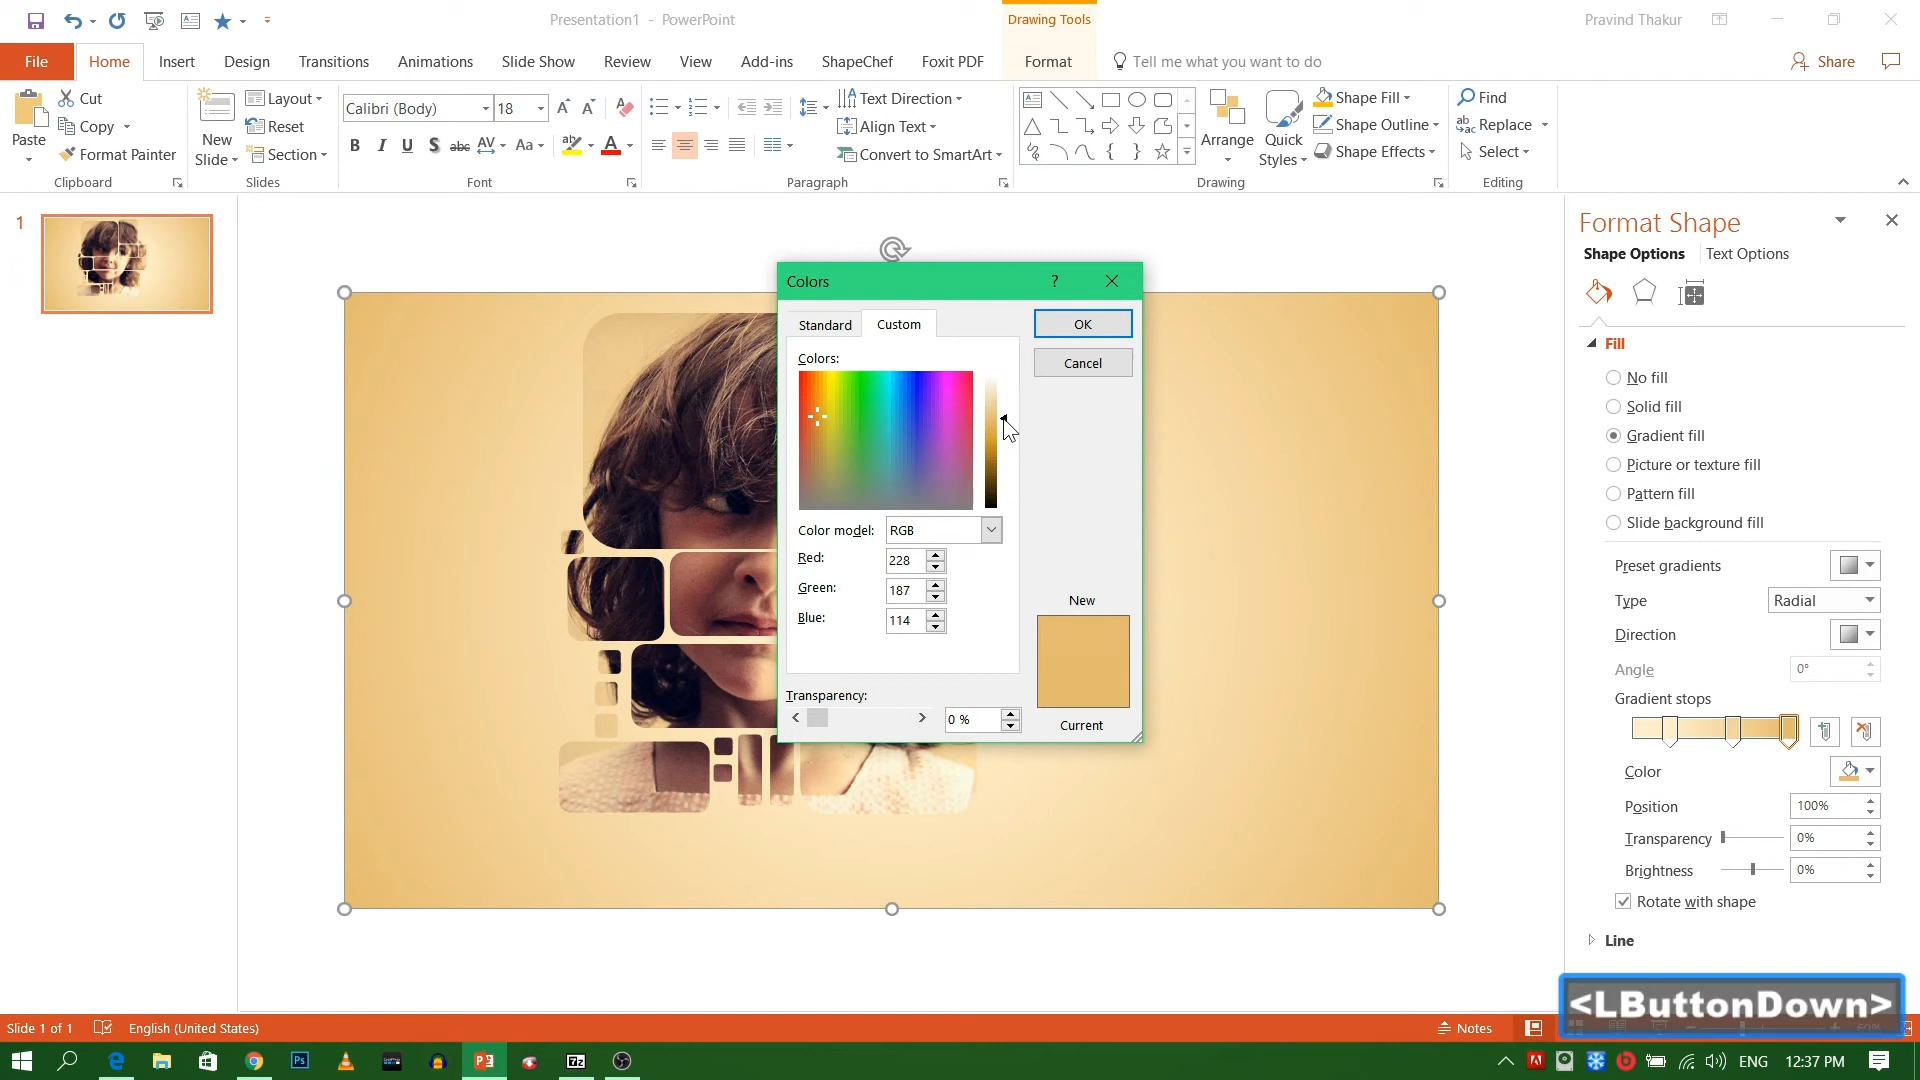 Presentation1 - PowerPoint
Drawing Tools
Pravind Thakur
File
Home
Insert
Design
Transitions
Animations
Slide Show
Review
View
Add-ins
ShapeChef
Foxit PDF
Format
Tell me what you want to do
Share
Paste
Cut
Copy
Format Painter
Clipboard
New
Slide
Layout
Reset
Section
Slides
Calibri (Body)
18
B I U S abc AV Aa A
Font
Text Direction
Align Text
Convert to SmartArt
Paragraph
Arrange
Quick
Styles
Shape Fill
Shape Outline
Shape Effects
Drawing
Find
Replace
Select
Editing
1
Colors
?
Standard
Custom
OK
Cancel
Colors:
Color model:
RGB
Red:
228
Green:
187
Blue:
114
Transparency:
0 %
New
Current
Format Shape
Shape Options
Text Options
Fill
No fill
Solid fill
Gradient fill
Picture or texture fill
Pattern fill
Slide background fill
Preset gradients
Type
Radial
Direction
Angle
0°
Gradient stops
Color
Position
100%
Transparency
0%
Brightness
0%
Rotate with shape
Line
<LButtonDown>
Slide 1 of 1
English (United States)
Notes
ENG
12:37 PM